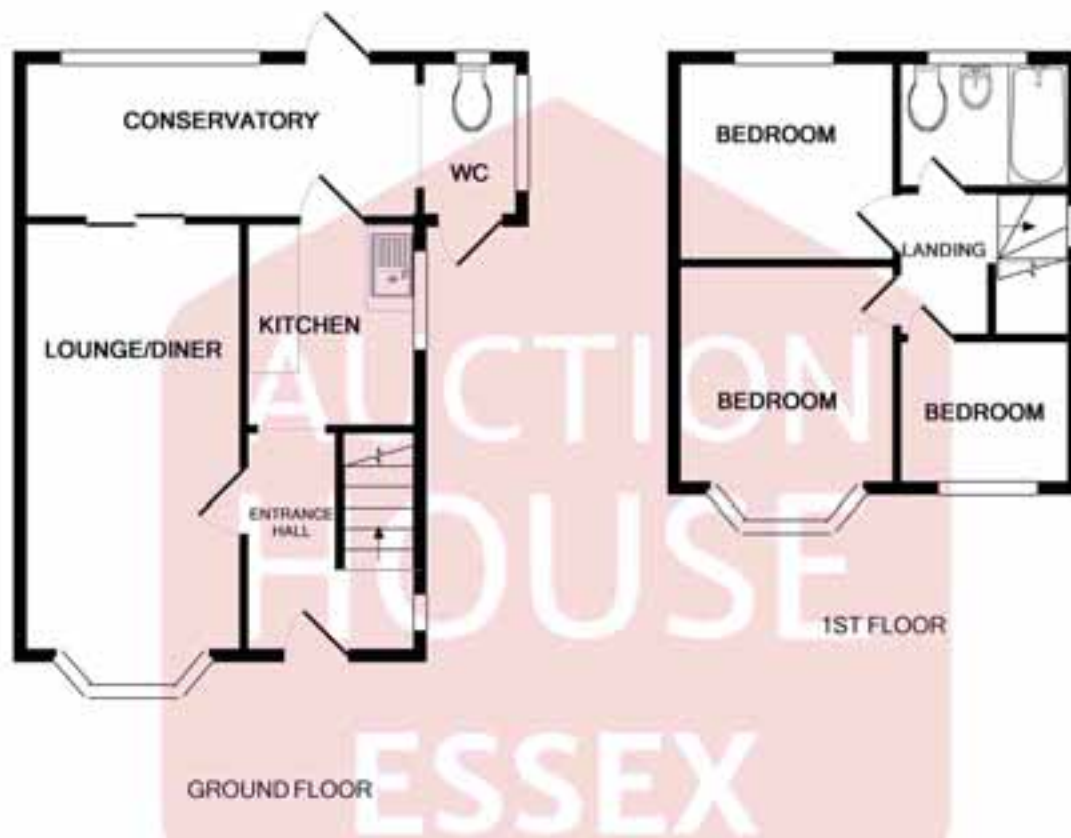 CONSERVATORY
WC
LOUNGE/DINER
KITCHEN
ENTRANCE
HALL
GROUND FLOOR
BEDROOM
LANDING
BEDROOM
BEDROOM
1ST FLOOR
AUCTION
HOUSE
ESSEX